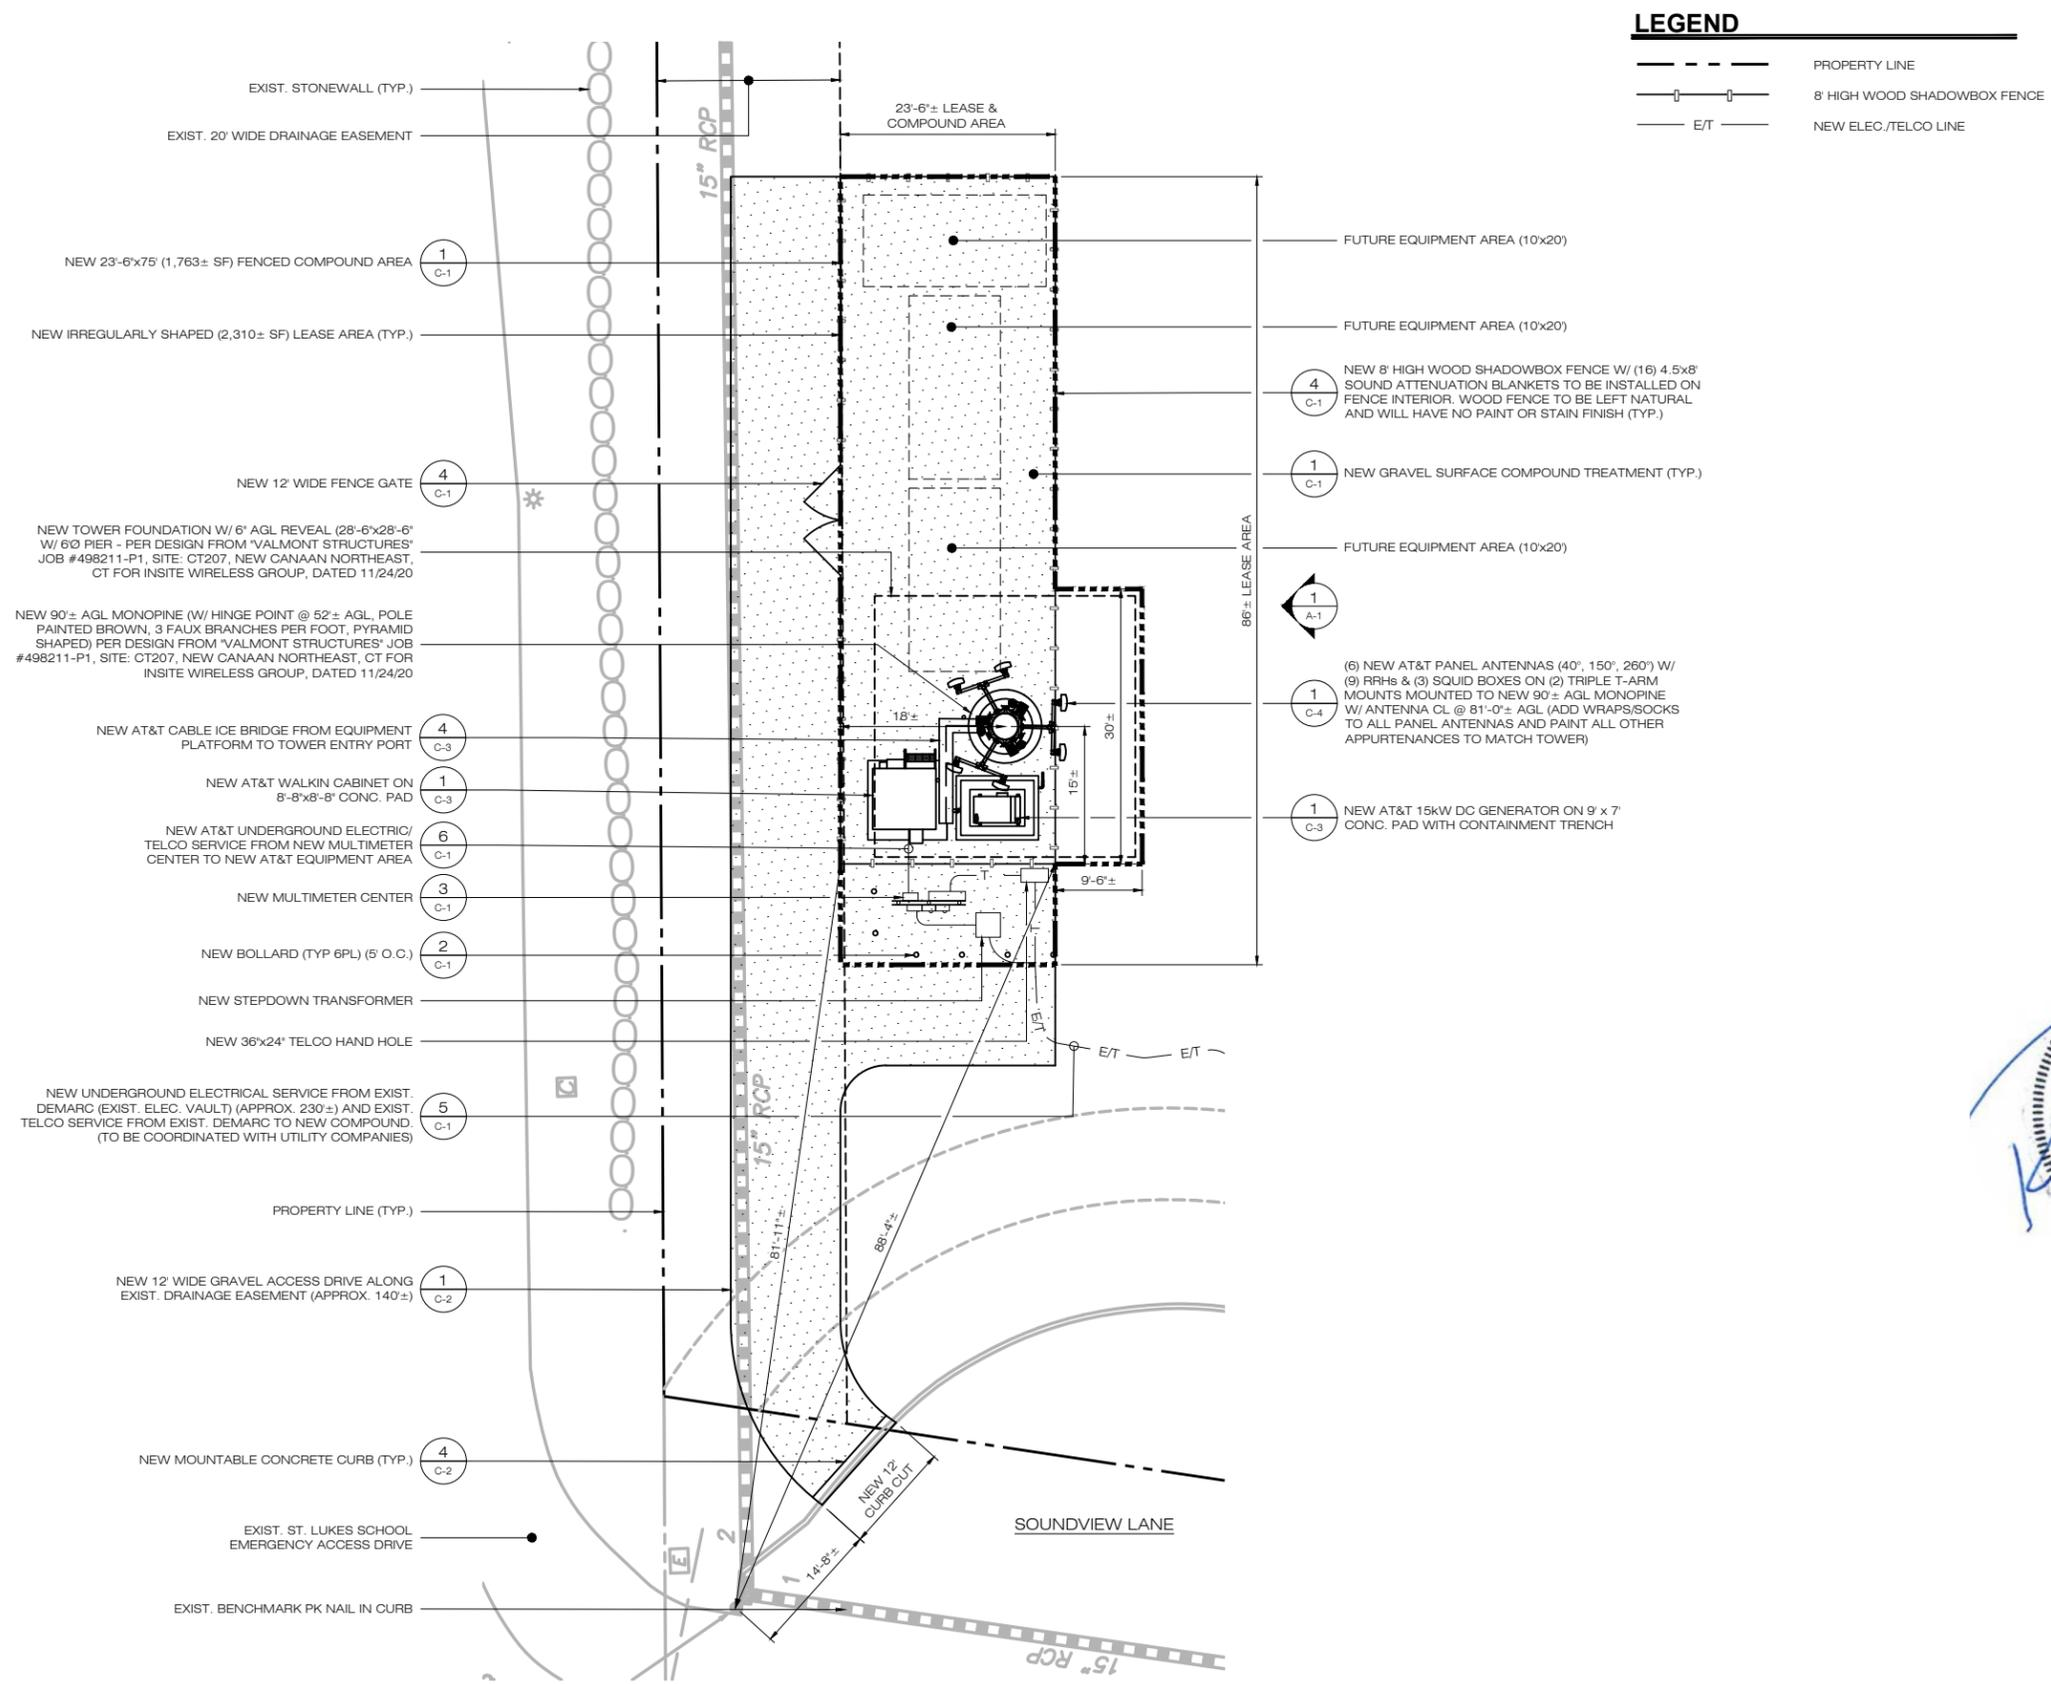 LEGEND
PROPERTY LINE
8' HIGH WOOD SHADOWBOX FENCE
E/T
NEW ELEC./TELCO LINE
EXIST. STONEWALL (TYP.)
EXIST. 20' WIDE DRAINAGE EASEMENT
15" RCP
23'-6"± LEASE &
COMPOUND AREA
NEW 23'-6"x75' (1,763± SF) FENCED COMPOUND AREA
1
C-1
NEW IRREGULARLY SHAPED (2,310± SF) LEASE AREA (TYP.)
NEW 12' WIDE FENCE GATE
4
C-1
NEW TOWER FOUNDATION W/ 6" AGL REVEAL (28'-6"x28'-6"
W/ 6'Ø PIER - PER DESIGN FROM "VALMONT STRUCTURES"
JOB #498211-P1, SITE: CT207, NEW CANAAN NORTHEAST,
CT FOR INSITE WIRELESS GROUP, DATED 11/24/20
NEW 90'± AGL MONOPINE (W/ HINGE POINT @ 52'± AGL, POLE
PAINTED BROWN, 3 FAUX BRANCHES PER FOOT, PYRAMID
SHAPED) PER DESIGN FROM "VALMONT STRUCTURES" JOB
#498211-P1, SITE: CT207, NEW CANAAN NORTHEAST, CT FOR
INSITE WIRELESS GROUP, DATED 11/24/20
NEW AT&T CABLE ICE BRIDGE FROM EQUIPMENT
PLATFORM TO TOWER ENTRY PORT
4
C-3
NEW AT&T WALKIN CABINET ON
8'-8"x8'-8" CONC. PAD
1
C-3
NEW AT&T UNDERGROUND ELECTRIC/
TELCO SERVICE FROM NEW MULTIMETER
CENTER TO NEW AT&T EQUIPMENT AREA
6
C-1
NEW MULTIMETER CENTER
3
C-1
NEW BOLLARD (TYP 6PL) (5' O.C.)
2
C-1
NEW STEPDOWN TRANSFORMER
NEW 36"x24" TELCO HAND HOLE
NEW UNDERGROUND ELECTRICAL SERVICE FROM EXIST.
DEMARC (EXIST. ELEC. VAULT) (APPROX. 230'±) AND EXIST.
TELCO SERVICE FROM EXIST. DEMARC TO NEW COMPOUND.
(TO BE COORDINATED WITH UTILITY COMPANIES)
5
C-1
PROPERTY LINE (TYP.)
NEW 12' WIDE GRAVEL ACCESS DRIVE ALONG
EXIST. DRAINAGE EASEMENT (APPROX. 140'±)
1
C-2
NEW MOUNTABLE CONCRETE CURB (TYP.)
4
C-2
EXIST. ST. LUKES SCHOOL
EMERGENCY ACCESS DRIVE
EXIST. BENCHMARK PK NAIL IN CURB
FUTURE EQUIPMENT AREA (10'x20')
FUTURE EQUIPMENT AREA (10'x20')
4
C-1
NEW 8' HIGH WOOD SHADOWBOX FENCE W/ (16) 4.5'x8'
SOUND ATTENUATION BLANKETS TO BE INSTALLED ON
FENCE INTERIOR. WOOD FENCE TO BE LEFT NATURAL
AND WILL HAVE NO PAINT OR STAIN FINISH (TYP.)
1
C-1
NEW GRAVEL SURFACE COMPOUND TREATMENT (TYP.)
FUTURE EQUIPMENT AREA (10'x20')
86'± LEASE AREA
1
A-1
1
C-4
(6) NEW AT&T PANEL ANTENNAS (40°, 150°, 260°) W/
(9) RRHs & (3) SQUID BOXES ON (2) TRIPLE T-ARM
MOUNTS MOUNTED TO NEW 90'± AGL MONOPINE
W/ ANTENNA CL @ 81'-0"± AGL (ADD WRAPS/SOCKS
TO ALL PANEL ANTENNAS AND PAINT ALL OTHER
APPURTENANCES TO MATCH TOWER)
1
C-3
NEW AT&T 15kW DC GENERATOR ON 9' x 7'
CONC. PAD WITH CONTAINMENT TRENCH
18'±
30'±
15'±
9'-6"±
T
T
E/T
E/T
E/T
C
15" RCP
81'-11"±
88'-4"±
NEW 12'
CURB CUT
14'-8"±
SOUNDVIEW LANE
E
2
1
15" RCP